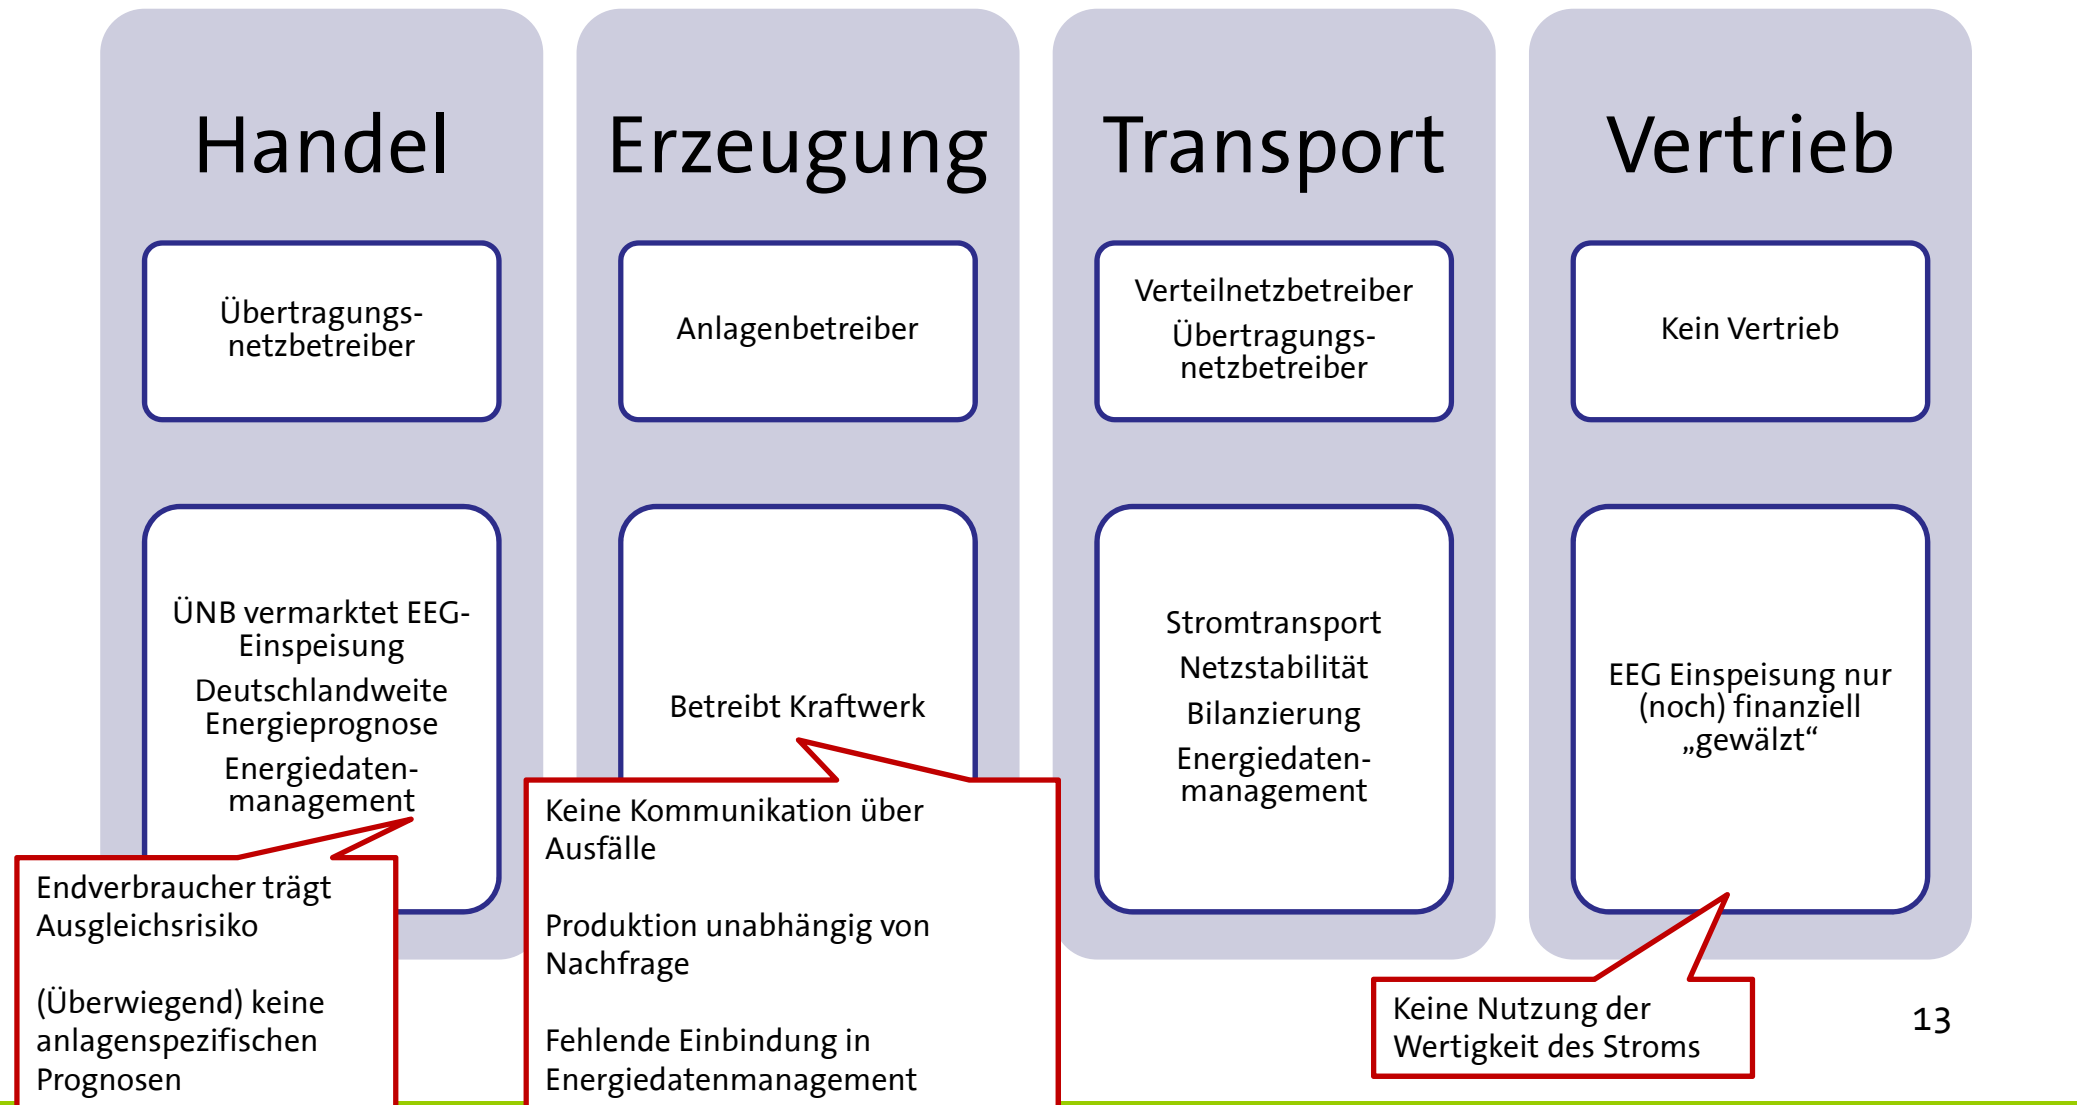 Handel
Übertragungs-
netzbetreiber
ÜNB vermarktet EEG-
Einspeisung
Deutschlandweite
Energieprognose
Energiedaten-
management
Endverbraucher trägt
Ausgleichsrisiko
(Überwiegend) keine
anlagenspezifischen
Prognosen
Erzeugung
Anlagenbetreiber
Betreibt Kraftwerk
Keine Kommunikation über
Ausfälle
Produktion unabhängig von
Nachfrage
Fehlende Einbindung in
Energiedatenmanagement
Transport
Verteilnetzbetreiber
Übertragungs-
netzbetreiber
Stromtransport
Netzstabilität
Bilanzierung
Energiedaten-
management
Vertrieb
Kein Vertrieb
EEG Einspeisung nur
(noch) finanziell
„gewälzt“
Keine Nutzung der
Wertigkeit des Stroms
13